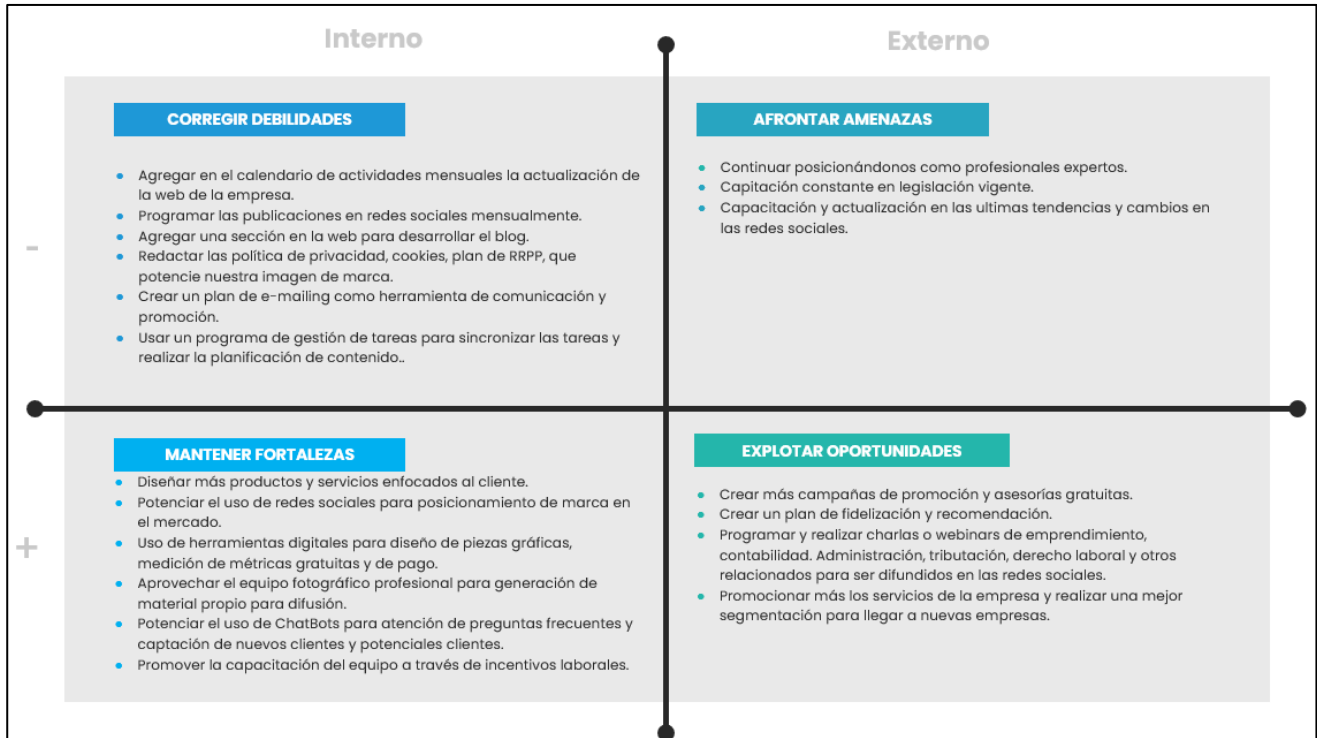 Interno
Externo
CORREGIR DEBILIDADES
Agregar en el calendario de actividades mensuales la actualización de
la web de la empresa.
Programar las publicaciones en redes sociales mensualmente.
Agregar una sección en la web para desarrollar el blog.
Redactar las política de privacidad, cookies, plan de RRPP, que
potencie nuestra imagen de marca.
Crear un plan de e-mailing como herramienta de comunicación y
promoción.
Usar un programa de gestión de tareas para sincronizar las tareas y
realizar la planificación de contenido..
AFRONTAR AMENAZAS
Continuar posicionándonos como profesionales expertos.
Capitación constante en legislación vigente.
Capacitación y actualización en las ultimas tendencias y cambios en
las redes sociales.
-
MANTENER FORTALEZAS
Diseñar más productos y servicios enfocados al cliente.
Potenciar el uso de redes sociales para posicionamiento de marca en
el mercado.
Uso de herramientas digitales para diseño de piezas gráficas,
medición de métricas gratuitas y de pago.
Aprovechar el equipo fotográfico profesional para generación de
material propio para difusión.
Potenciar el uso de ChatBots para atención de preguntas frecuentes y
captación de nuevos clientes y potenciales clientes.
Promover la capacitación del equipo a través de incentivos laborales.
EXPLOTAR OPORTUNIDADES
Crear más campañas de promoción y asesorías gratuitas.
Crear un plan de fidelización y recomendación.
Programar y realizar charlas o webinars de emprendimiento,
contabilidad. Administración, tributación, derecho laboral y otros
relacionados para ser difundidos en las redes sociales.
Promocionar más los servicios de la empresa y realizar una mejor
segmentación para llegar a nuevas empresas.
+